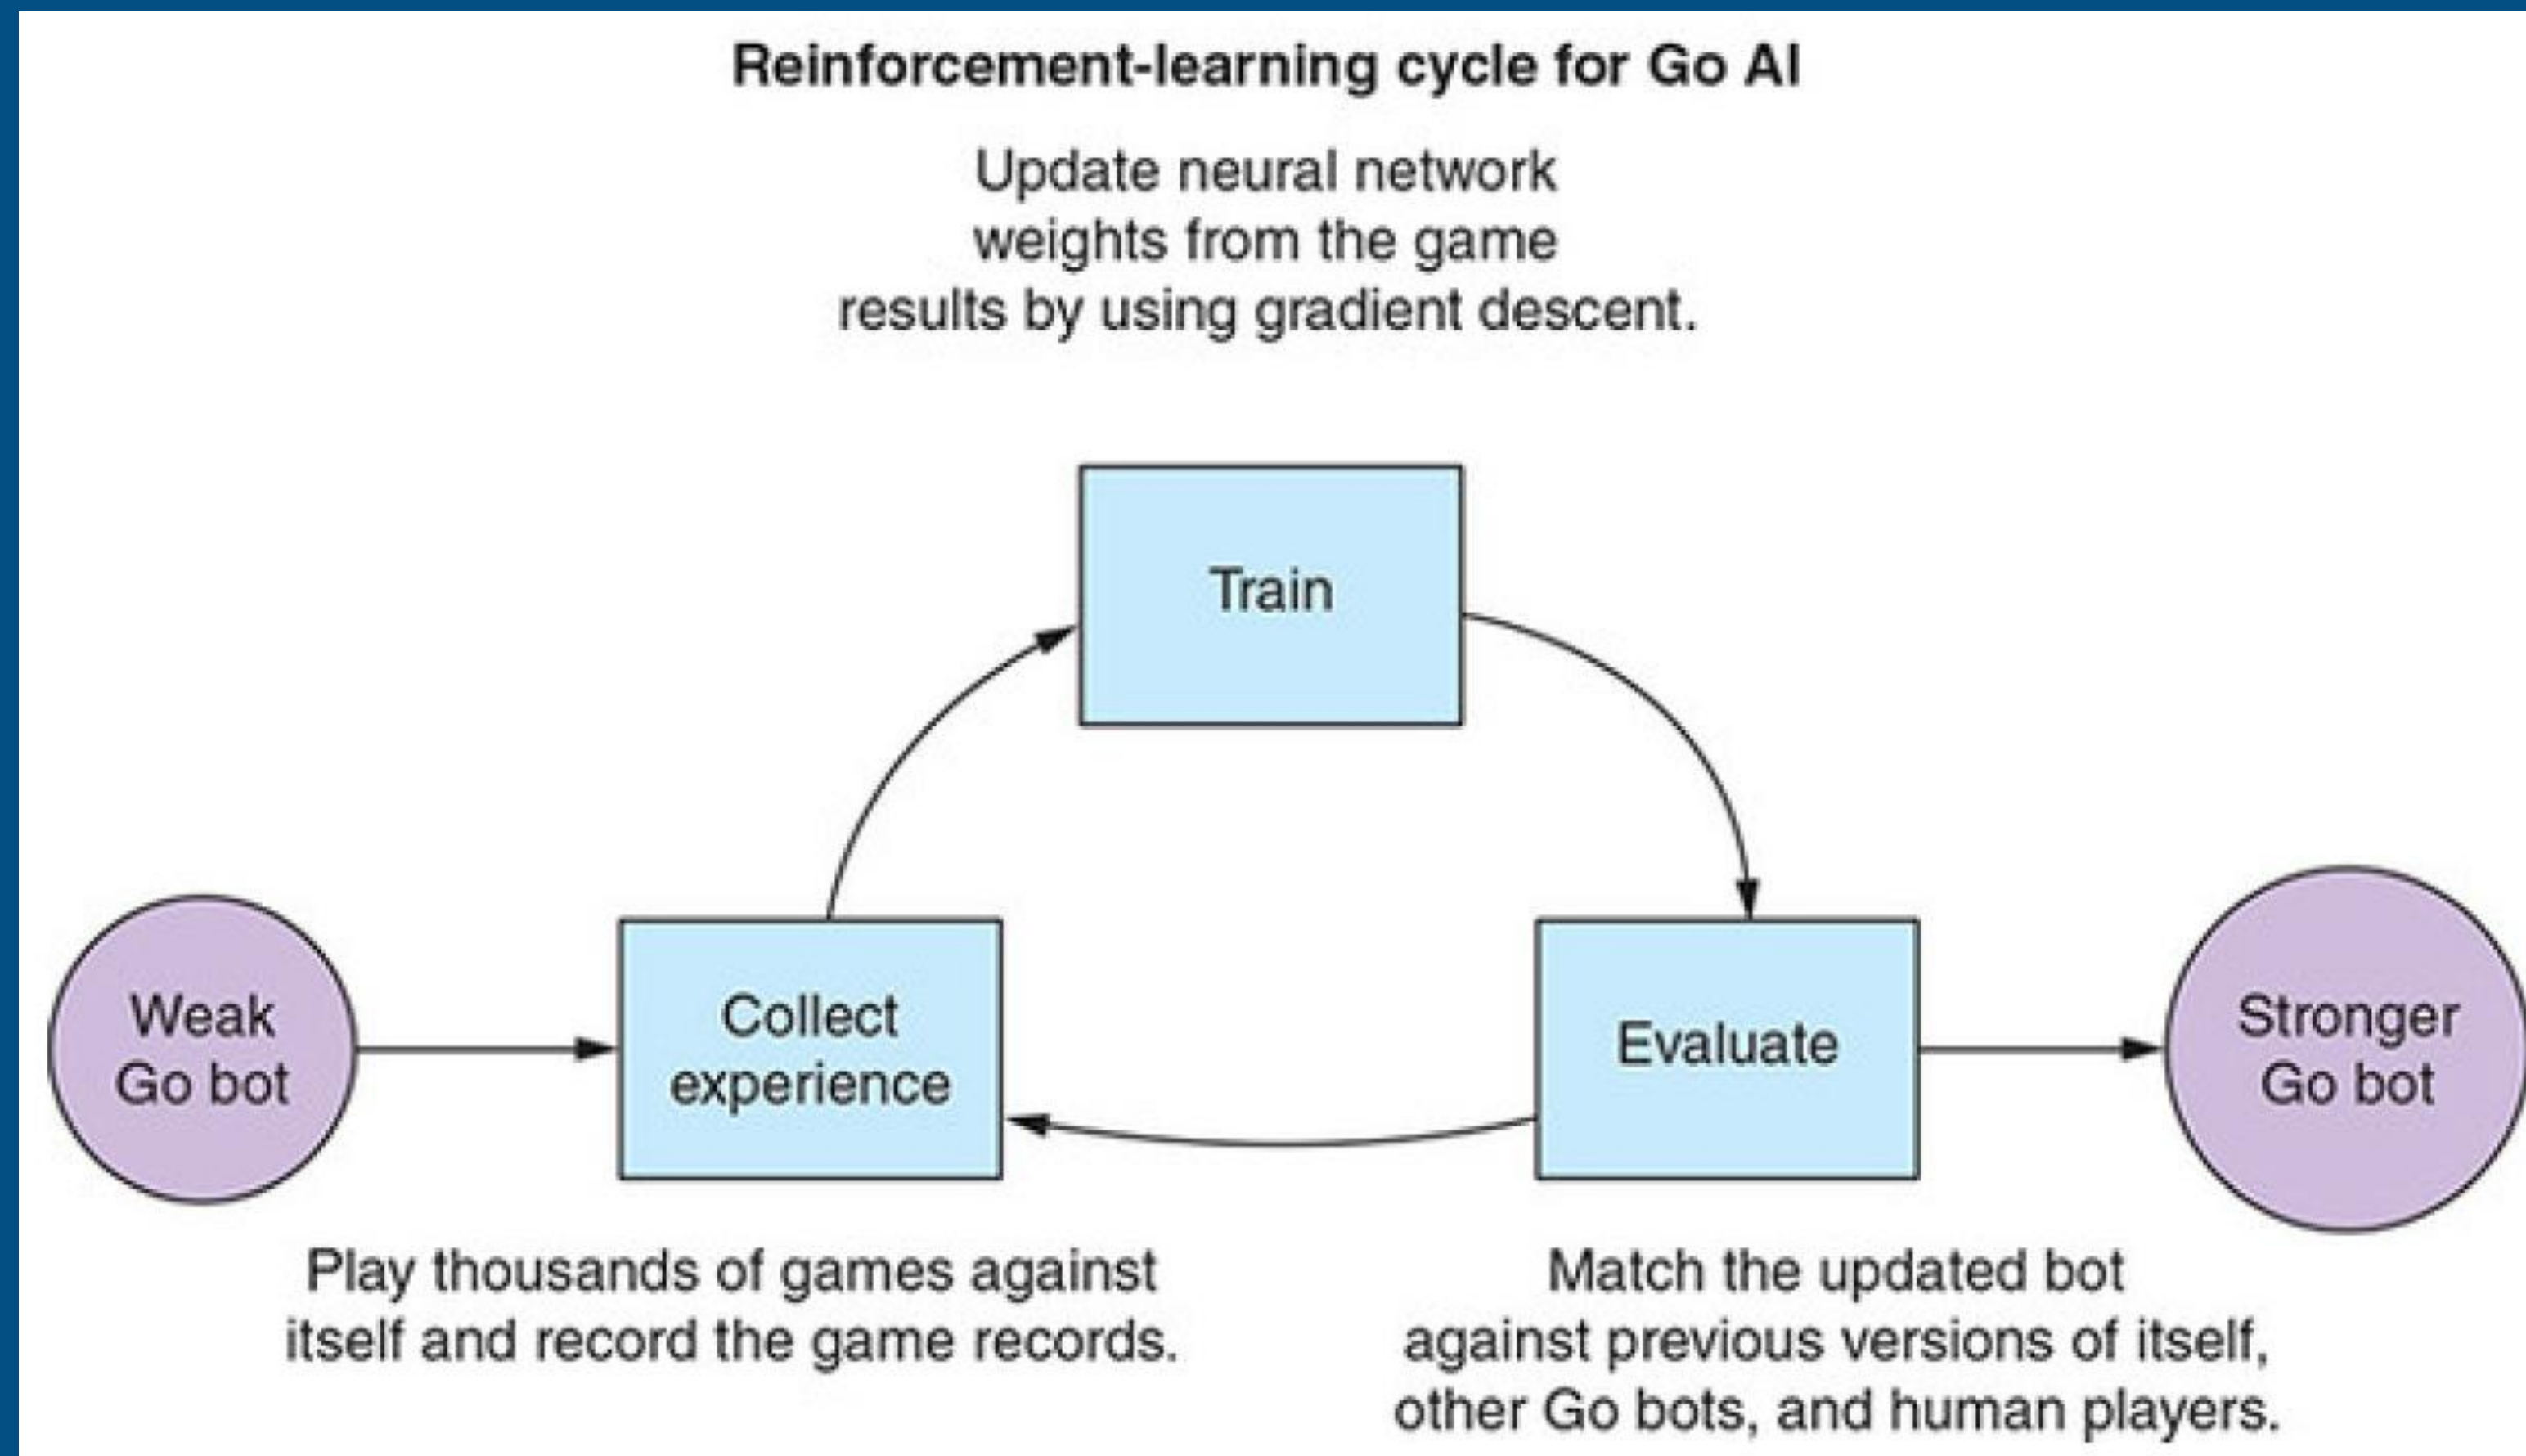 Reinforcement-learning cycle for Go AI
Update neural network
weights from the game
results by using gradient descent.
Train
Weak
Go bot
Collect
experience
Evaluate
Stronger
Go bot
Play thousands of games against
itself and record the game records.
Match the updated bot
against previous versions of itself,
other Go bots, and human players.